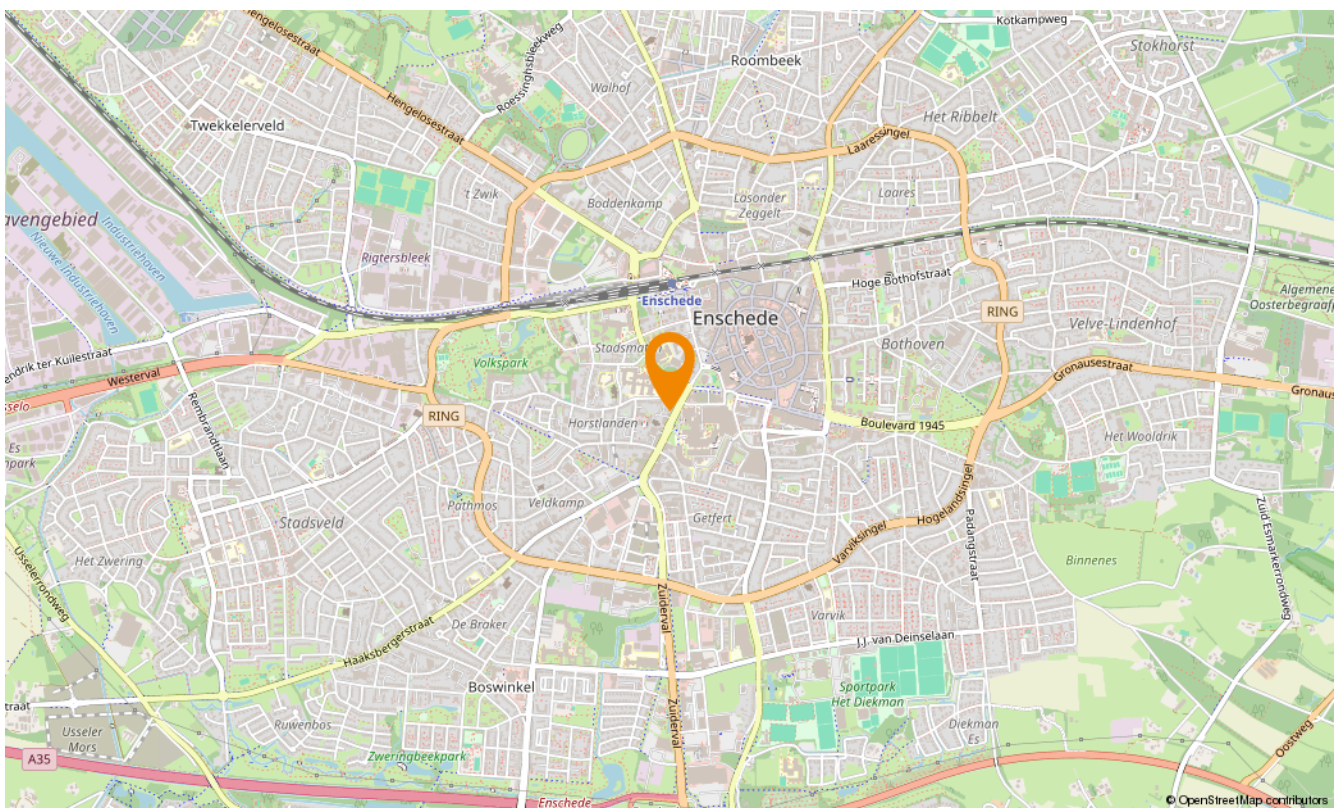 Kotkampweg
Hengelosestraat
Roessinghsbleekweg
Roombeek
Stokhorst
Walhof
Twekkelerveld
Hengelosestraat
Het Ribbelt
Laaressingel
't Zwik
Boddenkamp
Lasonder
Zeggelt
Laares
avengebied
Industriehaven
Nieuwe Industriehaven
Rigtersbleek
Hoge Bothofstraat
Enschede
Algemene
Oosterbegraafp
Enschede
RING
Velve-Lindenhof
endrik ter Kuilestraat
Stadsmat
Bothoven
Volkspark
Westerval
Gronausestraat
Gronaus
sselo
Rembrandtlaan
RING
Horstlanden
Boulevard 1945
Het Wooldrik
Es
park
Hogelandsingel
Pathmos
Veldkamp
Getfert
Stadsveld
Padangstraat
Zuid Esmarkerrondweg
Varviksingel
Binnenes
Het Zwering
Usselerrondweg
Zuiderval
De Braker
Varvik
Haaksbergerstraat
J.J. van Deinselaan
Boswinkel
Sportpark
Het Diekman
straat
Ruwenbos
Zuiderval
Diekman
Es
Usseler
Mors
Zweringbeekpark
Oostweg
A35
Enschede
© OpenStreetMap contributors